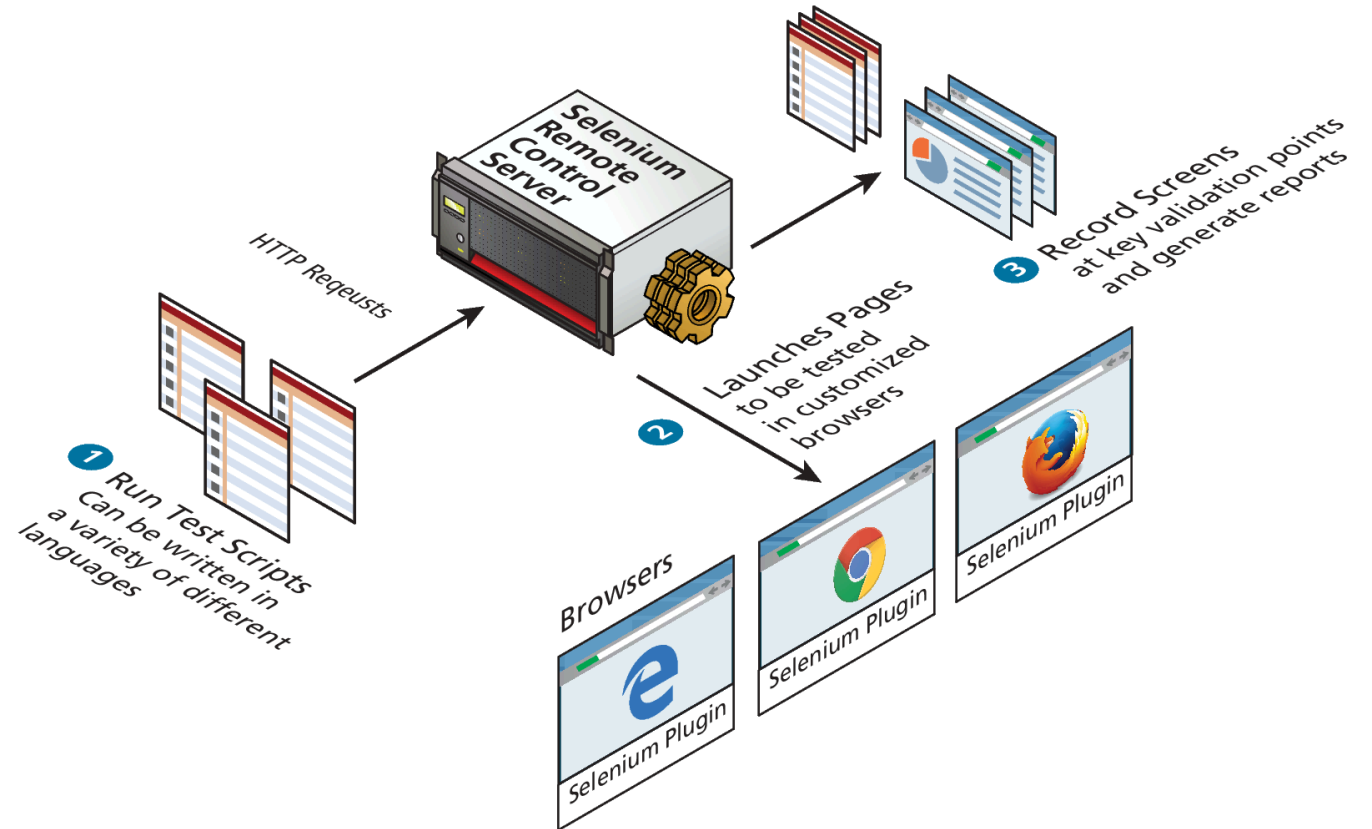 Selenium
Remote
Control
Server
HTTP Reqeusts
1 Run Test Scripts
Can be written in
a variety of different
languages
2
Launches Pages
to be tested
in customized
browsers
3 Record Screens
at key validation points
and generate reports
Browsers
Selenium Plugin
Selenium Plugin
Selenium Plugin